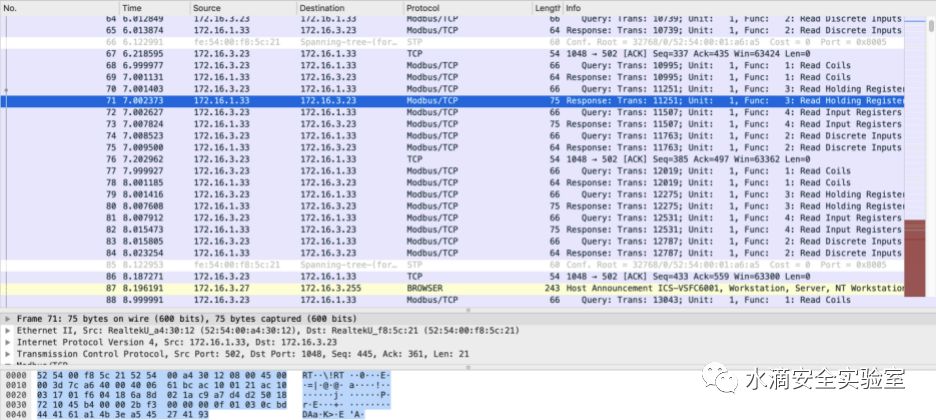 No. Time Source Destination Protocol Length Info
64 6.012849 172.16.3.23 172.16.1.33 Modbus/TCP 66 Query: Trans: 10739; Unit: 1, Func: 2: Read Discrete Inputs
65 6.013874 172.16.1.33 172.16.3.23 Modbus/TCP 64 Response: Trans: 10739; Unit: 1, Func: 2: Read Discrete Inputs
66 6.122991 fe:54:00:f8:5c:21 Spanning-tree-(for… STP 60 Conf. Root = 32768/0/52:54:00:01:a6:a5 Cost = 0 Port = 0x8005
67 6.218595 172.16.3.23 172.16.1.33 TCP 54 1048 → 502 [ACK] Seq=337 Ack=435 Win=63424 Len=0
68 6.999977 172.16.3.23 172.16.1.33 Modbus/TCP 66 Query: Trans: 10995; Unit: 1, Func: 1: Read Coils
69 7.001131 172.16.1.33 172.16.3.23 Modbus/TCP 64 Response: Trans: 10995; Unit: 1, Func: 1: Read Coils
70 7.001403 172.16.3.23 172.16.1.33 Modbus/TCP 66 Query: Trans: 11251; Unit: 1, Func: 3: Read Holding Register
71 7.002373 172.16.1.33 172.16.3.23 Modbus/TCP 75 Response: Trans: 11251; Unit: 1, Func: 3: Read Holding Register
72 7.002627 172.16.3.23 172.16.1.33 Modbus/TCP 66 Query: Trans: 11507; Unit: 1, Func: 4: Read Input Registers
73 7.007824 172.16.1.33 172.16.3.23 Modbus/TCP 75 Response: Trans: 11507; Unit: 1, Func: 4: Read Input Registers
74 7.008523 172.16.3.23 172.16.1.33 Modbus/TCP 66 Query: Trans: 11763; Unit: 1, Func: 2: Read Discrete Inputs
75 7.009500 172.16.1.33 172.16.3.23 Modbus/TCP 64 Response: Trans: 11763; Unit: 1, Func: 2: Read Discrete Inputs
76 7.202962 172.16.3.23 172.16.1.33 TCP 54 1048 → 502 [ACK] Seq=385 Ack=497 Win=63362 Len=0
77 7.999927 172.16.3.23 172.16.1.33 Modbus/TCP 66 Query: Trans: 12019; Unit: 1, Func: 1: Read Coils
78 8.001185 172.16.1.33 172.16.3.23 Modbus/TCP 64 Response: Trans: 12019; Unit: 1, Func: 1: Read Coils
79 8.001416 172.16.3.23 172.16.1.33 Modbus/TCP 66 Query: Trans: 12275; Unit: 1, Func: 3: Read Holding Register
80 8.007608 172.16.1.33 172.16.3.23 Modbus/TCP 75 Response: Trans: 12275; Unit: 1, Func: 3: Read Holding Register
81 8.007912 172.16.3.23 172.16.1.33 Modbus/TCP 66 Query: Trans: 12531; Unit: 1, Func: 4: Read Input Registers
82 8.015473 172.16.1.33 172.16.3.23 Modbus/TCP 75 Response: Trans: 12531; Unit: 1, Func: 4: Read Input Registers
83 8.015805 172.16.3.23 172.16.1.33 Modbus/TCP 66 Query: Trans: 12787; Unit: 1, Func: 2: Read Discrete Inputs
84 8.023254 172.16.1.33 172.16.3.23 Modbus/TCP 64 Response: Trans: 12787; Unit: 1, Func: 2: Read Discrete Inputs
85 8.122953 fe:54:00:f8:5c:21 Spanning-tree-(for… STP 60 Conf. Root = 32768/0/52:54:00:01:a6:a5 Cost = 0 Port = 0x8005
86 8.187271 172.16.3.23 172.16.1.33 TCP 54 1048 → 502 [ACK] Seq=433 Ack=559 Win=63300 Len=0
87 8.196191 172.16.3.27 172.16.3.255 BROWSER 243 Host Announcement ICS-VSFC6001, Workstation, Server, NT Workstation
88 8.999991 172.16.3.23 172.16.1.33 Modbus/TCP 66 Query: Trans: 13043; Unit: 1, Func: 1: Read Coils
Frame 71: 75 bytes on wire (600 bits), 75 bytes captured (600 bits)
Ethernet II, Src: RealtekU_a4:30:12 (52:54:00:a4:30:12), Dst: RealtekU_f8:5c:21 (52:54:00:f8:5c:21)
Internet Protocol Version 4, Src: 172.16.1.33, Dst: 172.16.3.23
Transmission Control Protocol, Src Port: 502, Dst Port: 1048, Seq: 445, Ack: 361, Len: 21
Modbus/TCP
0000 52 54 00 f8 5c 21 52 54 00 a4 30 12 08 00 45 00 RT··\!RT ··0···E·
0010 00 3d 7c a6 40 00 40 06 61 bc ac 10 01 21 ac 10 ·=|·@·@· a····!··
0020 03 17 01 f6 04 18 6a 8d 02 1a c9 a7 d4 d2 50 18 ······j· ······P·
0030 72 10 45 b4 00 00 2b f3 00 00 00 0f 01 03 0c bd r·E···+· ········
0040 44 41 61 a1 4b 3e a5 45 27 41 93 DAa·K>·E 'A·
水滴安全实验室